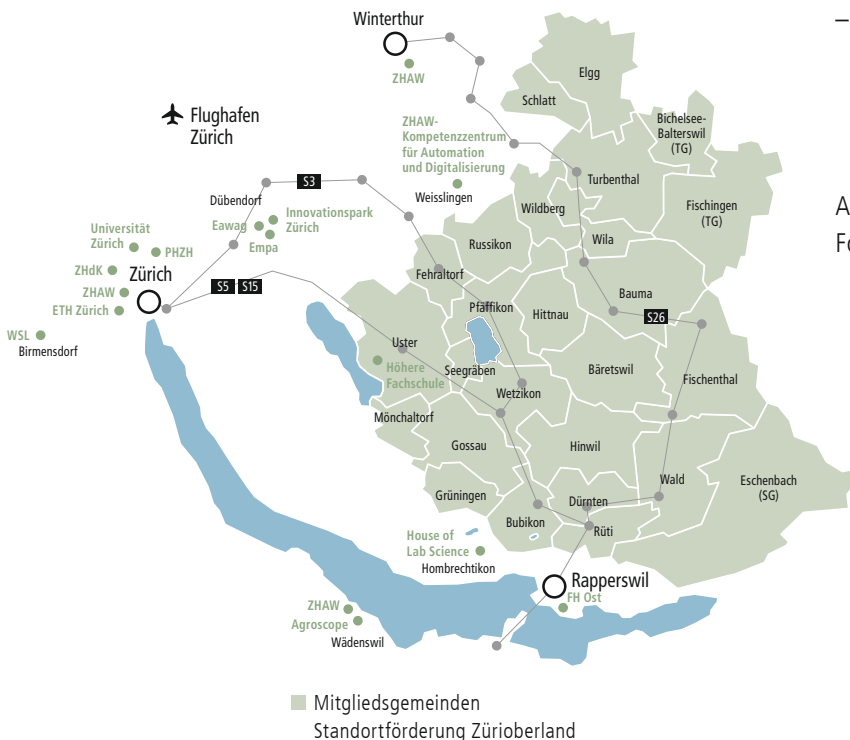 Winterthur
ZHAW
Elgg
Schlatt
Flughafen
Zürich
ZHAW-
Kompetenzzentrum
für Automation
und Digitalisierung
Weisslingen
Bichelsee-
Balterswil
(TG)
Turbenthal
Fischingen
(TG)
S3
Dübendorf
Eawag
Innovationspark
Zürich
Empa
Wildberg
Wila
Russikon
Universität
Zürich
PHZH
ZHdK
Zürich
ZHAW
ETH Zürich
WSL
Birmensdorf
S5
S15
Fehraltorf
Pfäffikon
Hittnau
Bauma
S26
Uster
Höhere
Fachschule
Seegräben
Wetzikon
Bäretswil
Fischenthal
Mönchaltorf
Gossau
Hinwil
Grüningen
Dürnten
Wald
Eschenbach
(SG)
Bubikon
Rüti
House of
Lab Science
Hombrechtikon
Rapperswil
FH Ost
ZHAW
Agroscope
Wädenswil
Mitgliedsgemeinden
Standortförderung Zürioberland
–